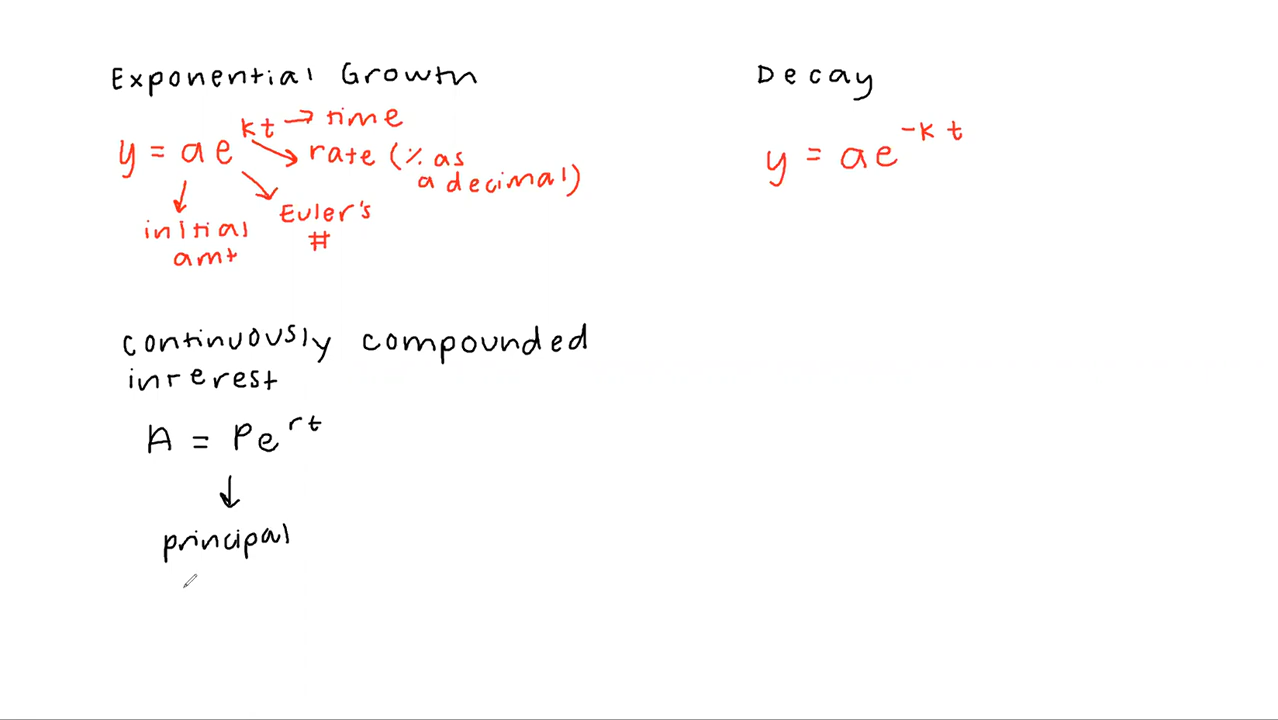 Exponential Growth
y = ae^kt → time
rate (% as
a decimal)
Euler's
#
initial
amt
Decay
y = ae^-kt
continuously compounded
interest
A = Pe^rt
principal